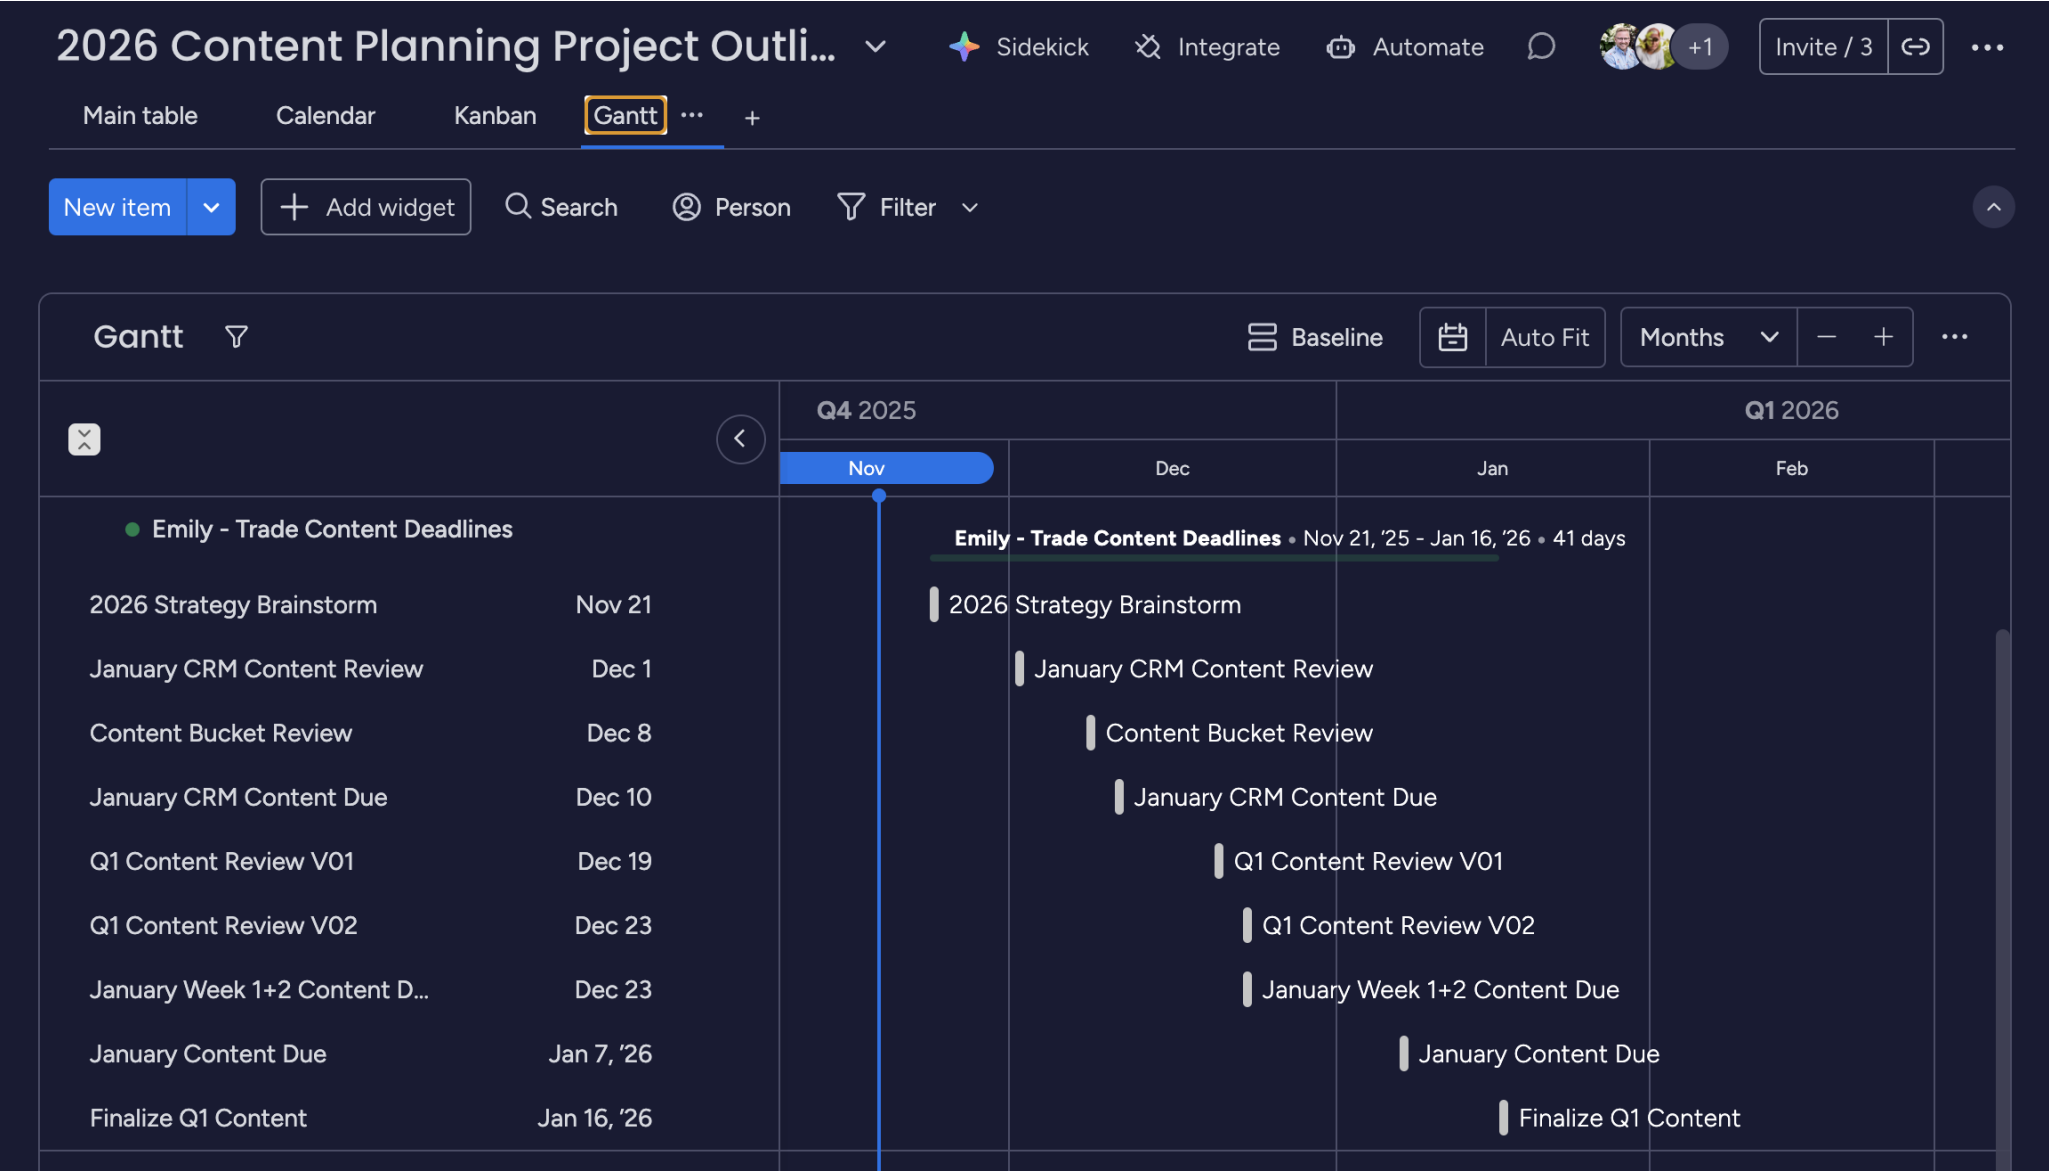 2026 Content Planning Project Outli...
Sidekick
Integrate
Automate
+1
Invite / 3
Main table
Calendar
Kanban
Gantt
New item
Add widget
Search
Person
Filter
Gantt
Baseline
Auto Fit
Months
Q4 2025
Q1 2026
Nov
Dec
Jan
Feb
Emily - Trade Content Deadlines
Emily - Trade Content Deadlines • Nov 21, ’25 - Jan 16, ’26 • 41 days
2026 Strategy Brainstorm Nov 21
2026 Strategy Brainstorm
January CRM Content Review Dec 1
January CRM Content Review
Content Bucket Review Dec 8
Content Bucket Review
January CRM Content Due Dec 10
January CRM Content Due
Q1 Content Review V01 Dec 19
Q1 Content Review V01
Q1 Content Review V02 Dec 23
Q1 Content Review V02
January Week 1+2 Content D... Dec 23
January Week 1+2 Content Due
January Content Due Jan 7, ’26
January Content Due
Finalize Q1 Content Jan 16, ’26
Finalize Q1 Content